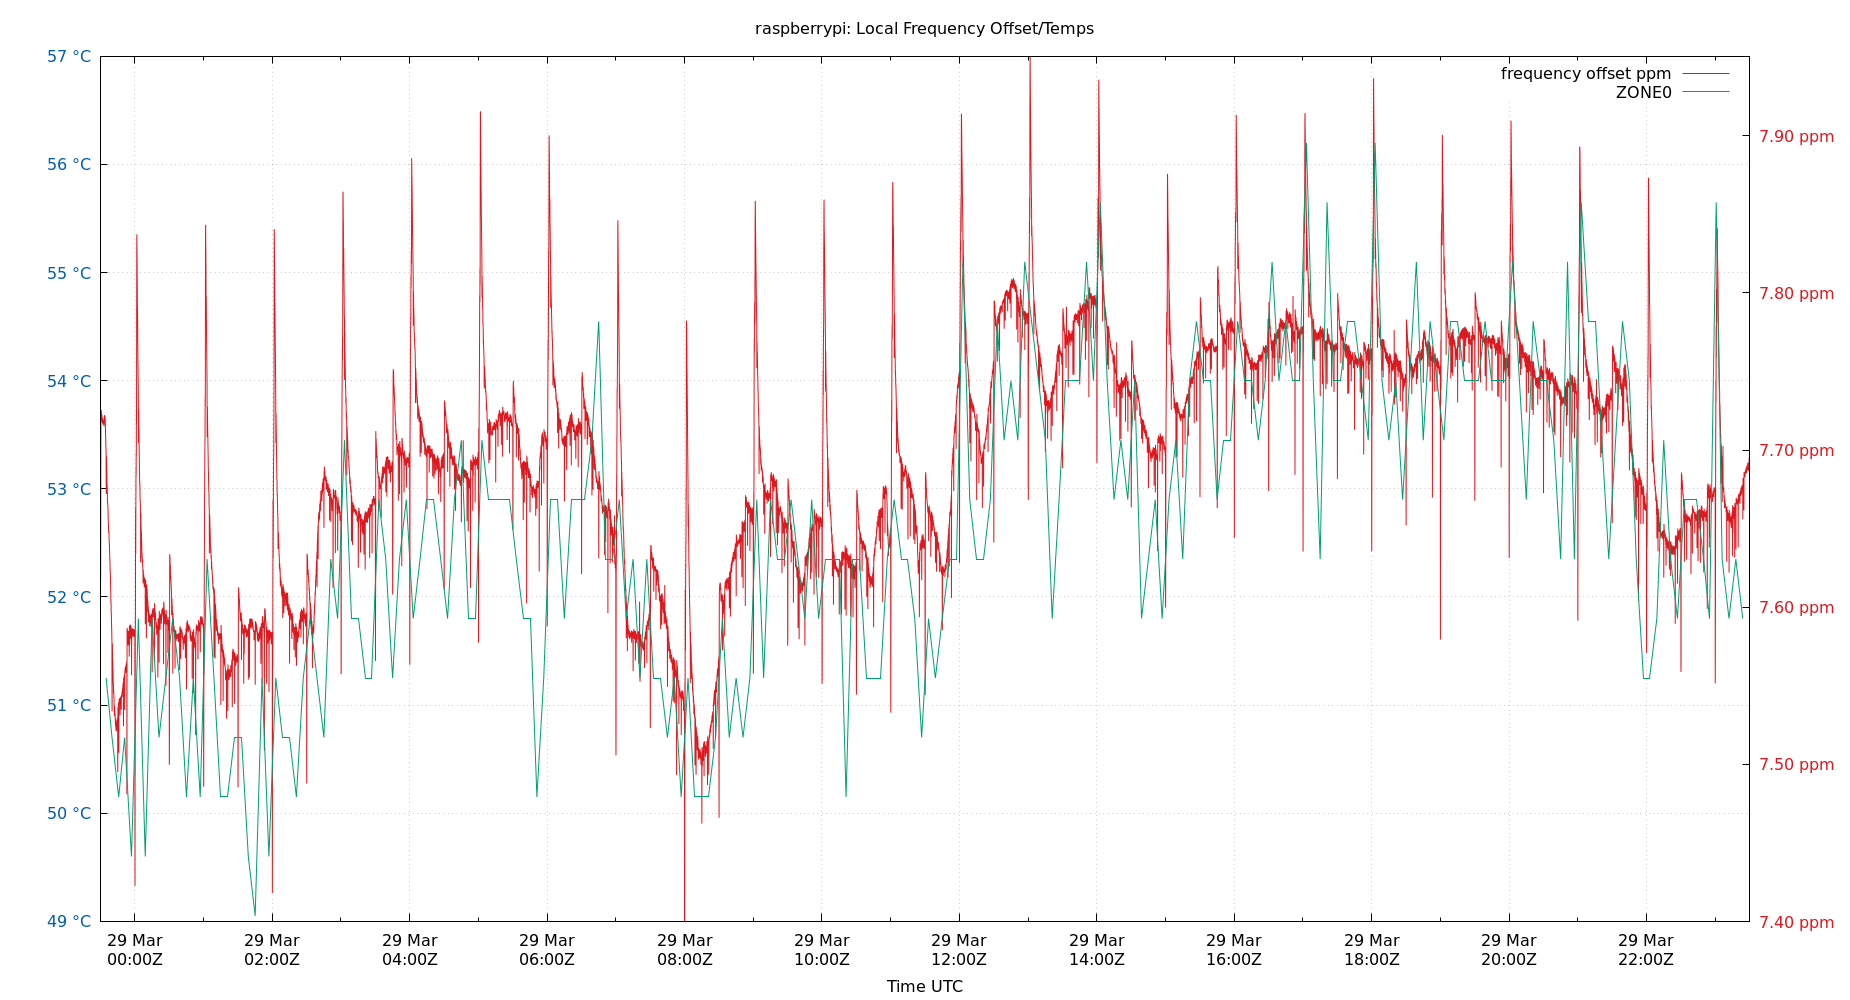 raspberrypi: Local Frequency Offset/Temps
57 °C
56 °C
55 °C
54 °C
53 °C
52 °C
51 °C
50 °C
49 °C
frequency offset ppm
ZONE0
7.90 ppm
7.80 ppm
7.70 ppm
7.60 ppm
7.50 ppm
7.40 ppm
29 Mar 29 Mar 29 Mar 29 Mar 29 Mar 29 Mar 29 Mar 29 Mar 29 Mar 29 Mar 29 Mar 29 Mar
00:00Z 02:00Z 04:00Z 06:00Z 08:00Z 10:00Z 12:00Z 14:00Z 16:00Z 18:00Z 20:00Z 22:00Z
Time UTC